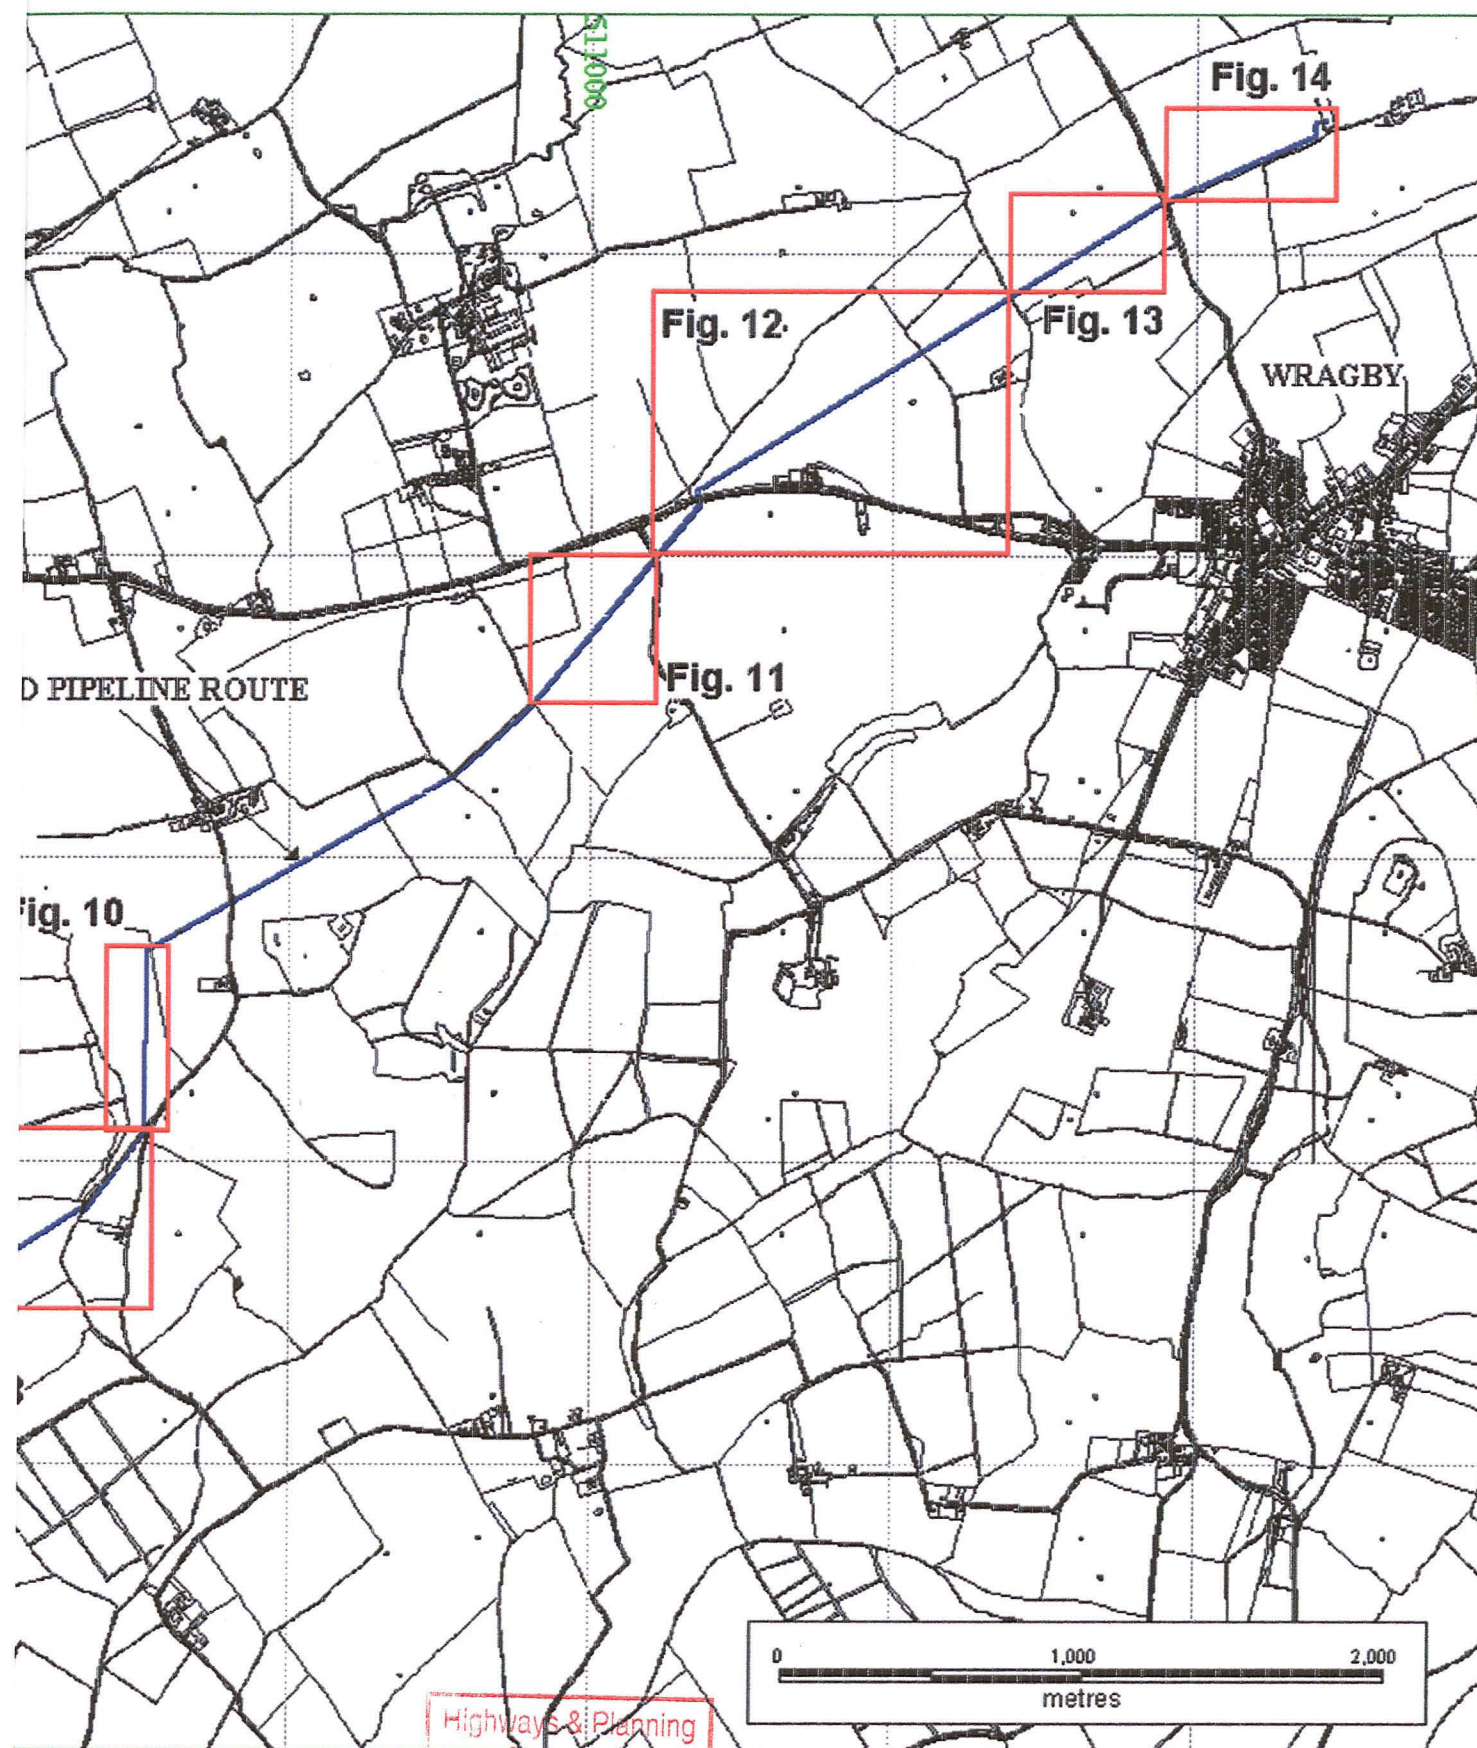 511000
Fig. 14
Fig. 12
Fig. 13
WRAGBY
Fig. 11
D PIPELINE ROUTE
ig. 10
0 1,000 2,000
metres
Highways & Planning